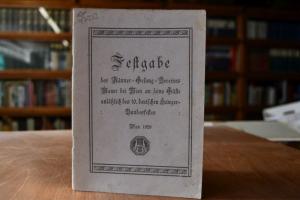 Festgabe
des Männer-Gesang-Vereines
Mauer bei Wien an seine Gäste
anläßlich des 10. deutschen Sänger-
Bundesfestes
Wien 1928